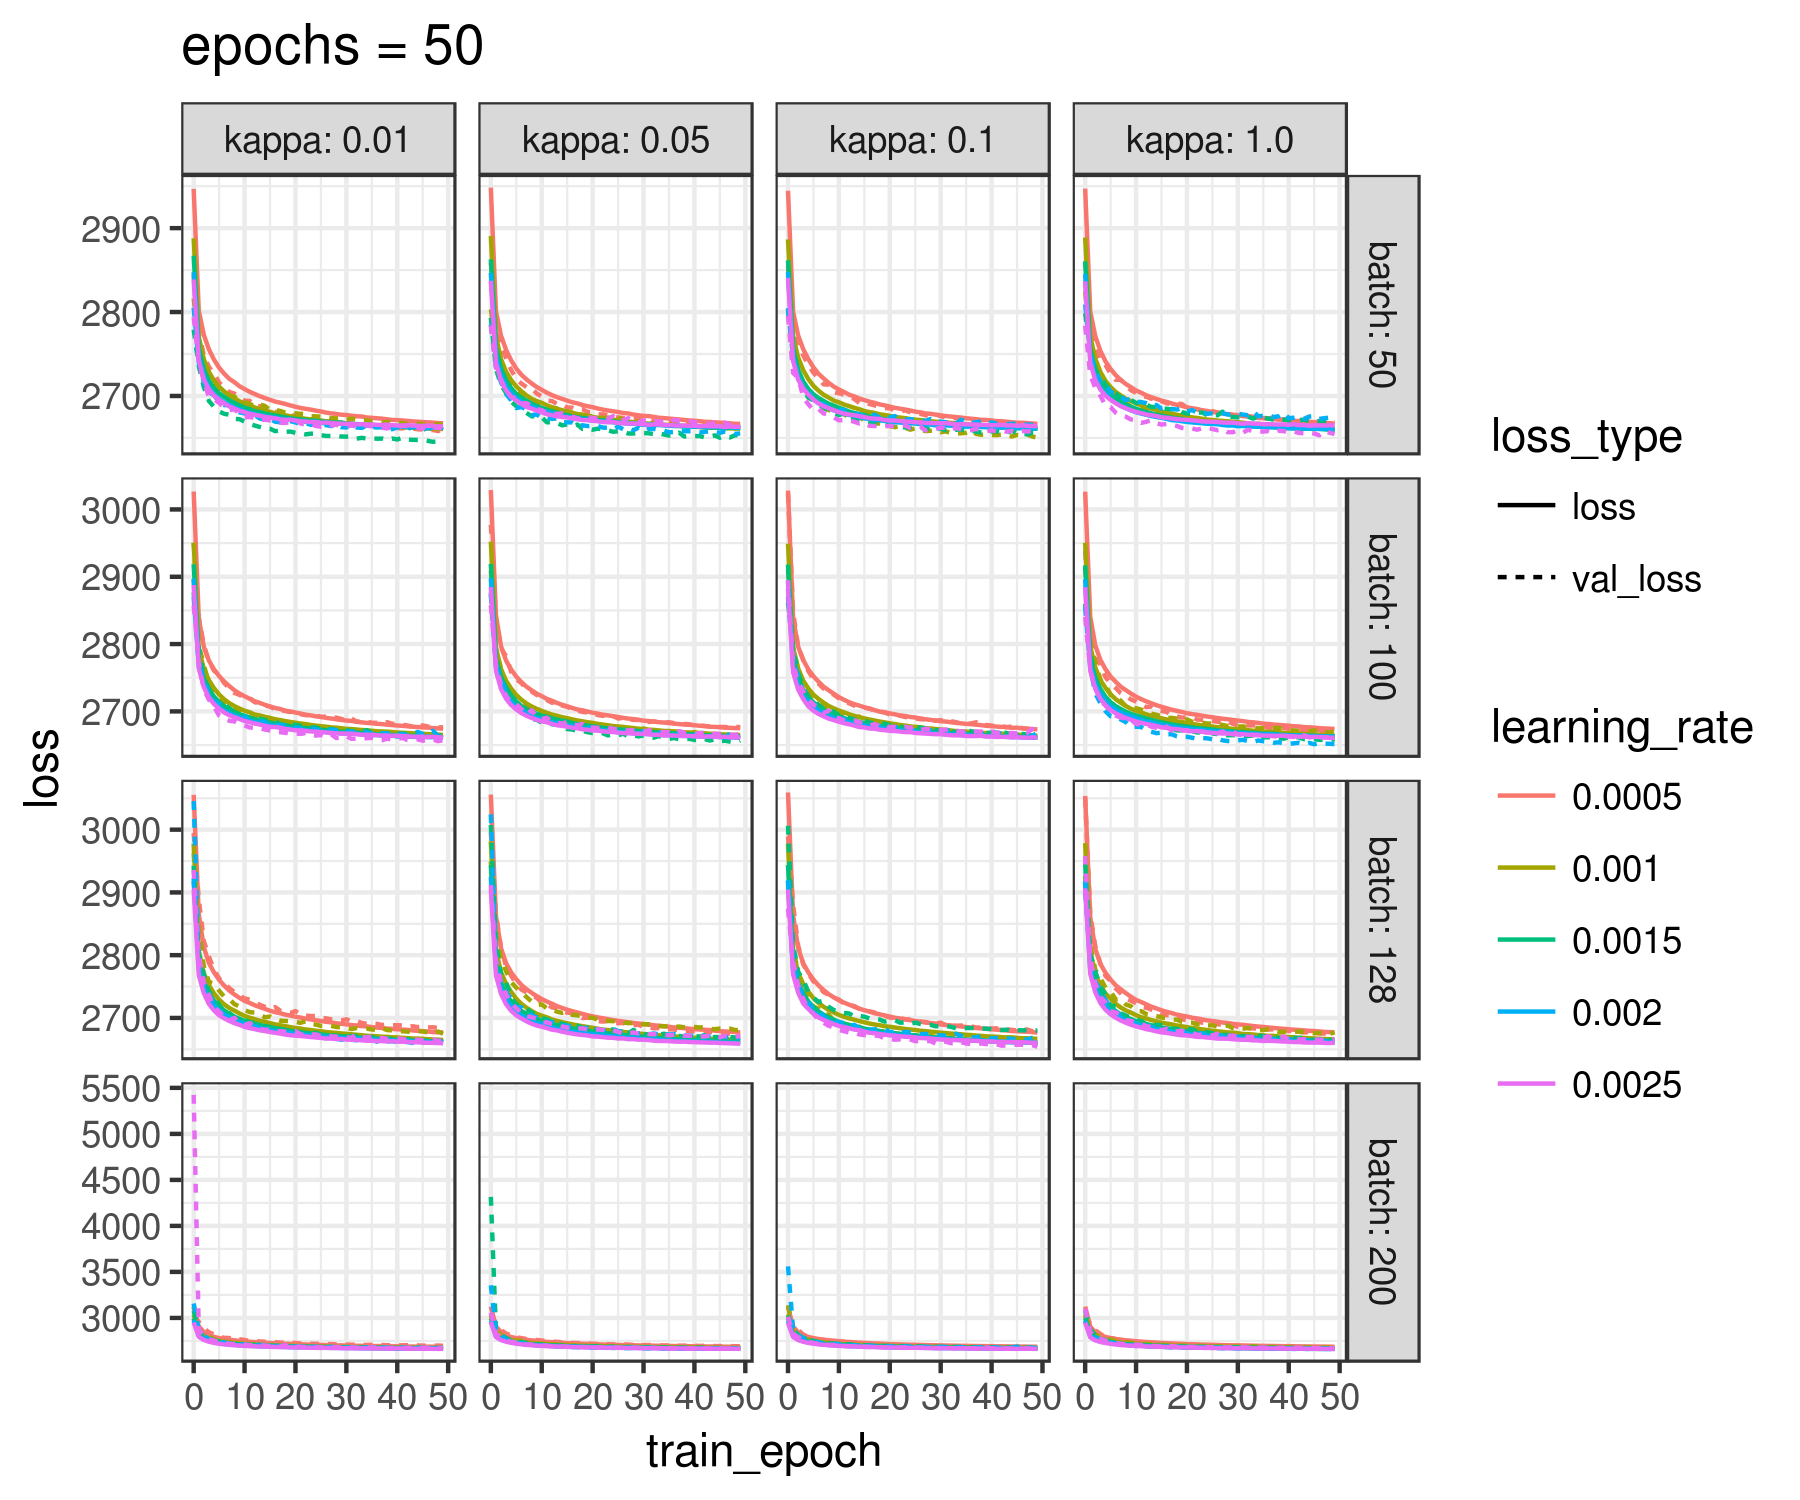 epochs = 50
kappa: 0.01
kappa: 0.05
kappa: 0.1
kappa: 1.0
2900
2800
2700
batch: 50
3000
2900
2800
2700
batch: 100
3000
2900
2800
2700
batch: 128
5500
5000
4500
4000
3500
3000
batch: 200
0 10 20 30 40 50
0 10 20 30 40 50
0 10 20 30 40 50
0 10 20 30 40 50
train_epoch
loss
loss_type
loss
val_loss
learning_rate
0.0005
0.001
0.0015
0.002
0.0025